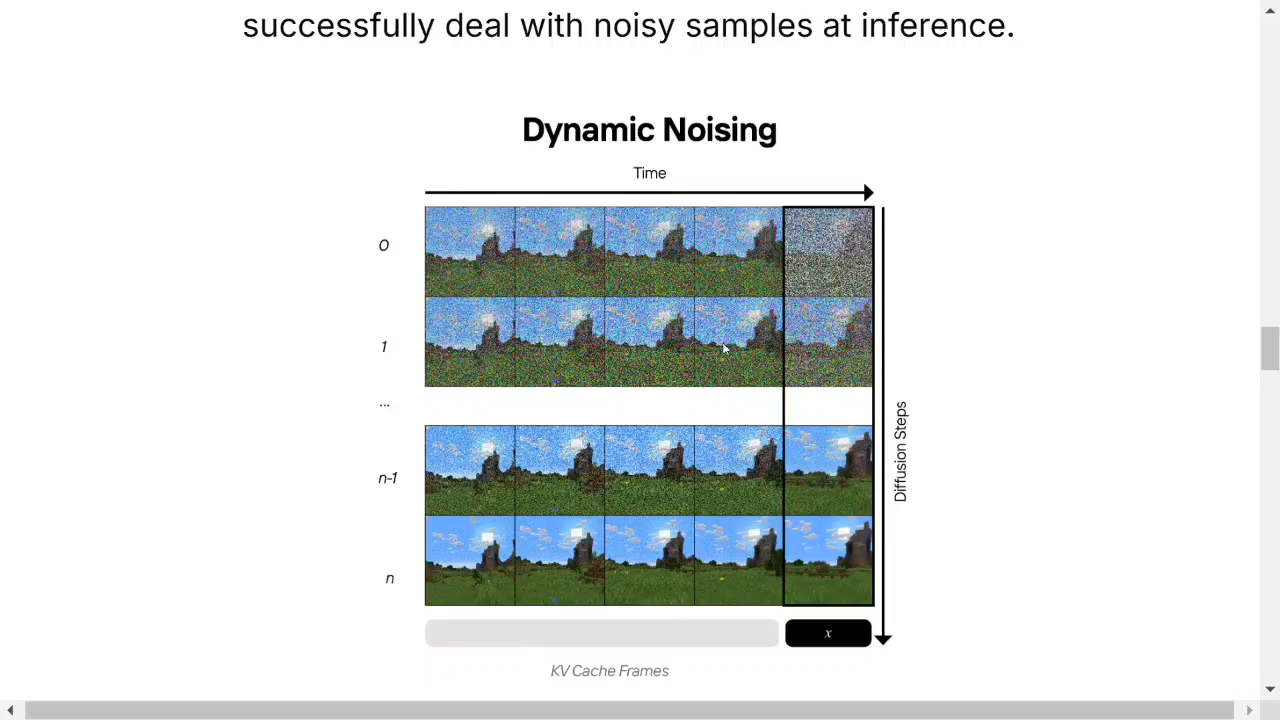 successfully deal with noisy samples at inference.
Dynamic Noising
Time
0
1
...
n-1
n
Diffusion Steps
x
KV Cache Frames